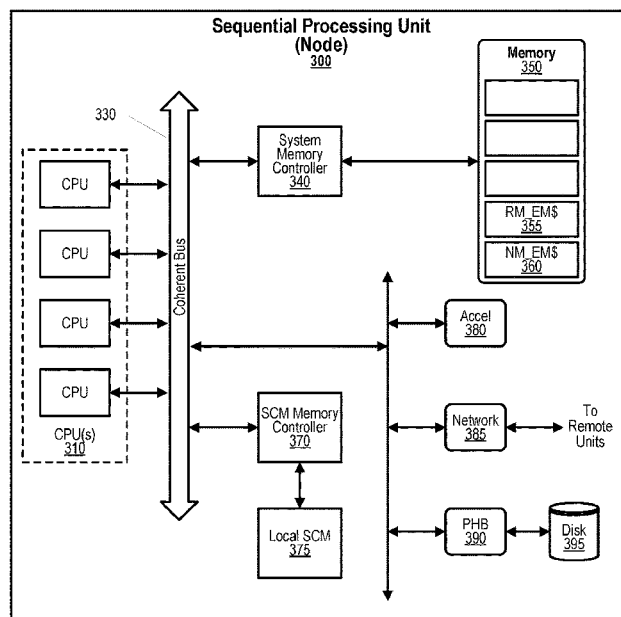 Sequential Processing Unit
(Node)
300
330
CPU
CPU
CPU
CPU
CPU(s)
310
Coherent Bus
System
Memory
Controller
340
Memory
350
RM_EM$
355
NM_EM$
360
Accel
380
SCM Memory
Controller
370
Network
385
To
Remote
Units
Local SCM
375
PHB
390
Disk
395